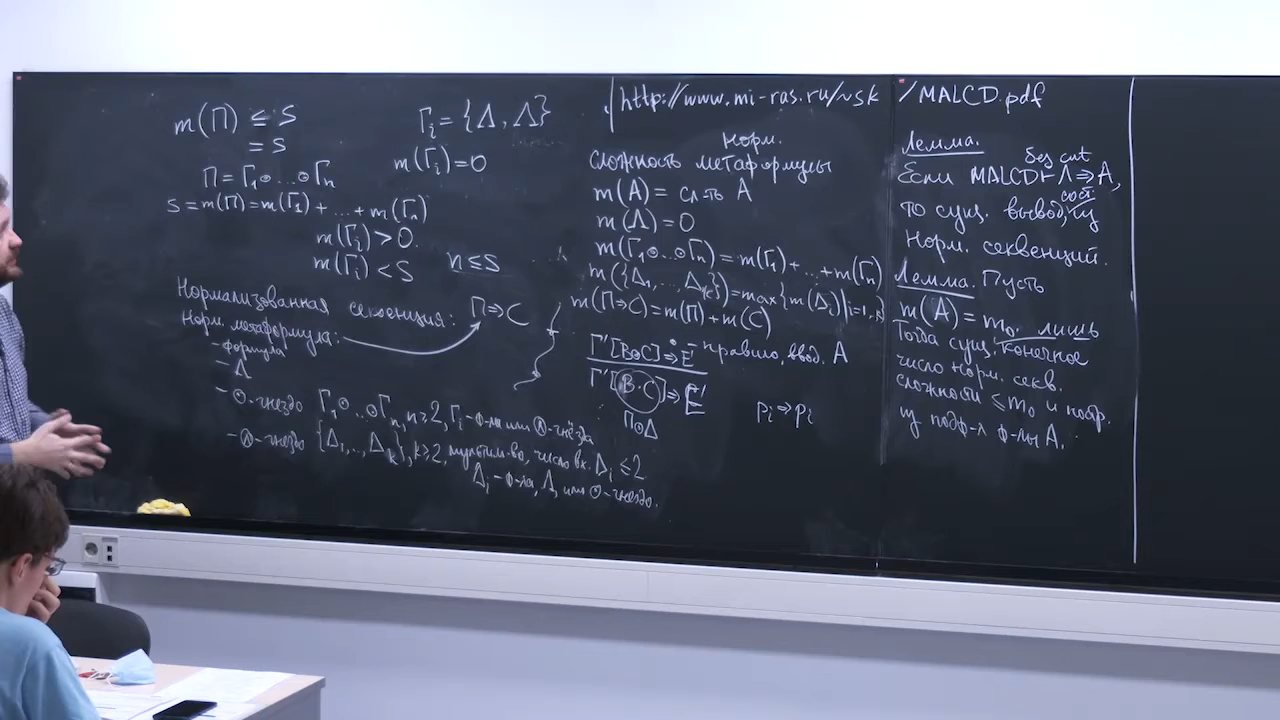 m(Π) ≤ S
= S
Π = Γ₁ ⊙ ... ⊙ Γₙ
S = m(Π) = m(Γ₁) + ... + m(Γₙ)
m(Γᵢ) > 0
m(Γᵢ) < S
n ≤ S
Γᵢ = {Λ, Λ}
m(Γᵢ) = 0
Нормализованная секвенция: Π ⇒ C
Норм. метаформула:
- формула
- Λ
- ⊙-гнездо Γ₁ ⊙ ... ⊙ Γₙ, n ≥ 2, Γᵢ - ф-ла или ⊗-гнездо
- ⊗-гнездо {Δ₁, ..., Δₖ}, k ≥ 2, мультим-во, число вх. Δᵢ ≤ 2
Δᵢ - ф-ла, Λ или ⊙-гнездо.
http://www.mi-ras.ru/~sk/MALCD.pdf
норм.
сложность метаформулы
m(A) = сл-ть A
m(Λ) = 0
m(Γ₁ ⊙ ... ⊙ Γₙ) = m(Γ₁) + ... + m(Γₙ)
m({Δ₁, ..., Δₖ}) = max{m(Δᵢ) | i = 1, k
m(Π ⇒ C) = m(Π) + m(C)
Γ'[B⊙C] ⇒ E' - правило, ввод. A
Γ'[B·C] ⇒ E'
Π ⊙ Δ
pᵢ ⇒ pᵢ
Лемма.
без cut
Если MALCD ⊢ Λ ⇒ A,
сост.
то сущ. вывод, из
норм. секвенций.
Лемма. Пусть
m(A) = m₀.
лишь
Тогда сущ. конечное
число норм. секв.
сложности ≤ m₀ и постр.
из подф-л ф-лы A.